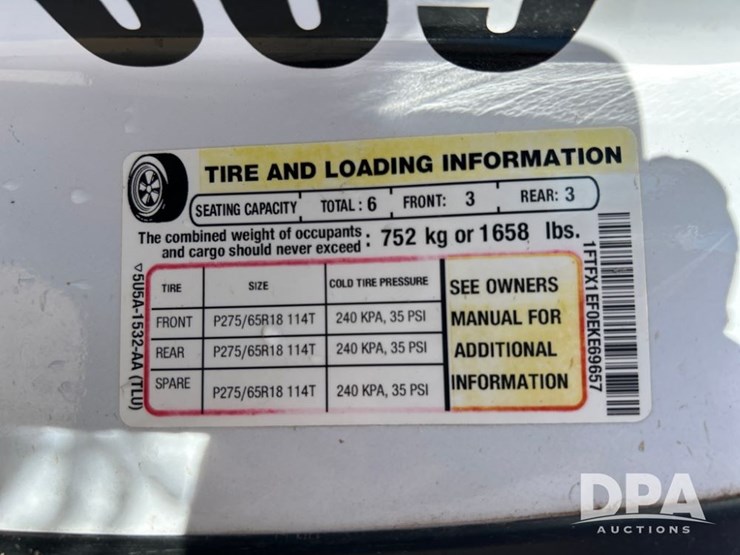 TIRE AND LOADING INFORMATION
SEATING CAPACITY TOTAL : 6 FRONT: 3 REAR: 3
The combined weight of occupants and cargo should never exceed : 752 kg or 1658 lbs.
TIRE SIZE COLD TIRE PRESSURE
FRONT P275/65R18 114T 240 KPA, 35 PSI
REAR P275/65R18 114T 240 KPA, 35 PSI
SPARE P275/65R18 114T 240 KPA, 35 PSI
SEE OWNERS
MANUAL FOR
ADDITIONAL
INFORMATION
▽5U5A-1532-AA (TLU)
1FTFX1EF0EKE69657
DPA
AUCTIONS